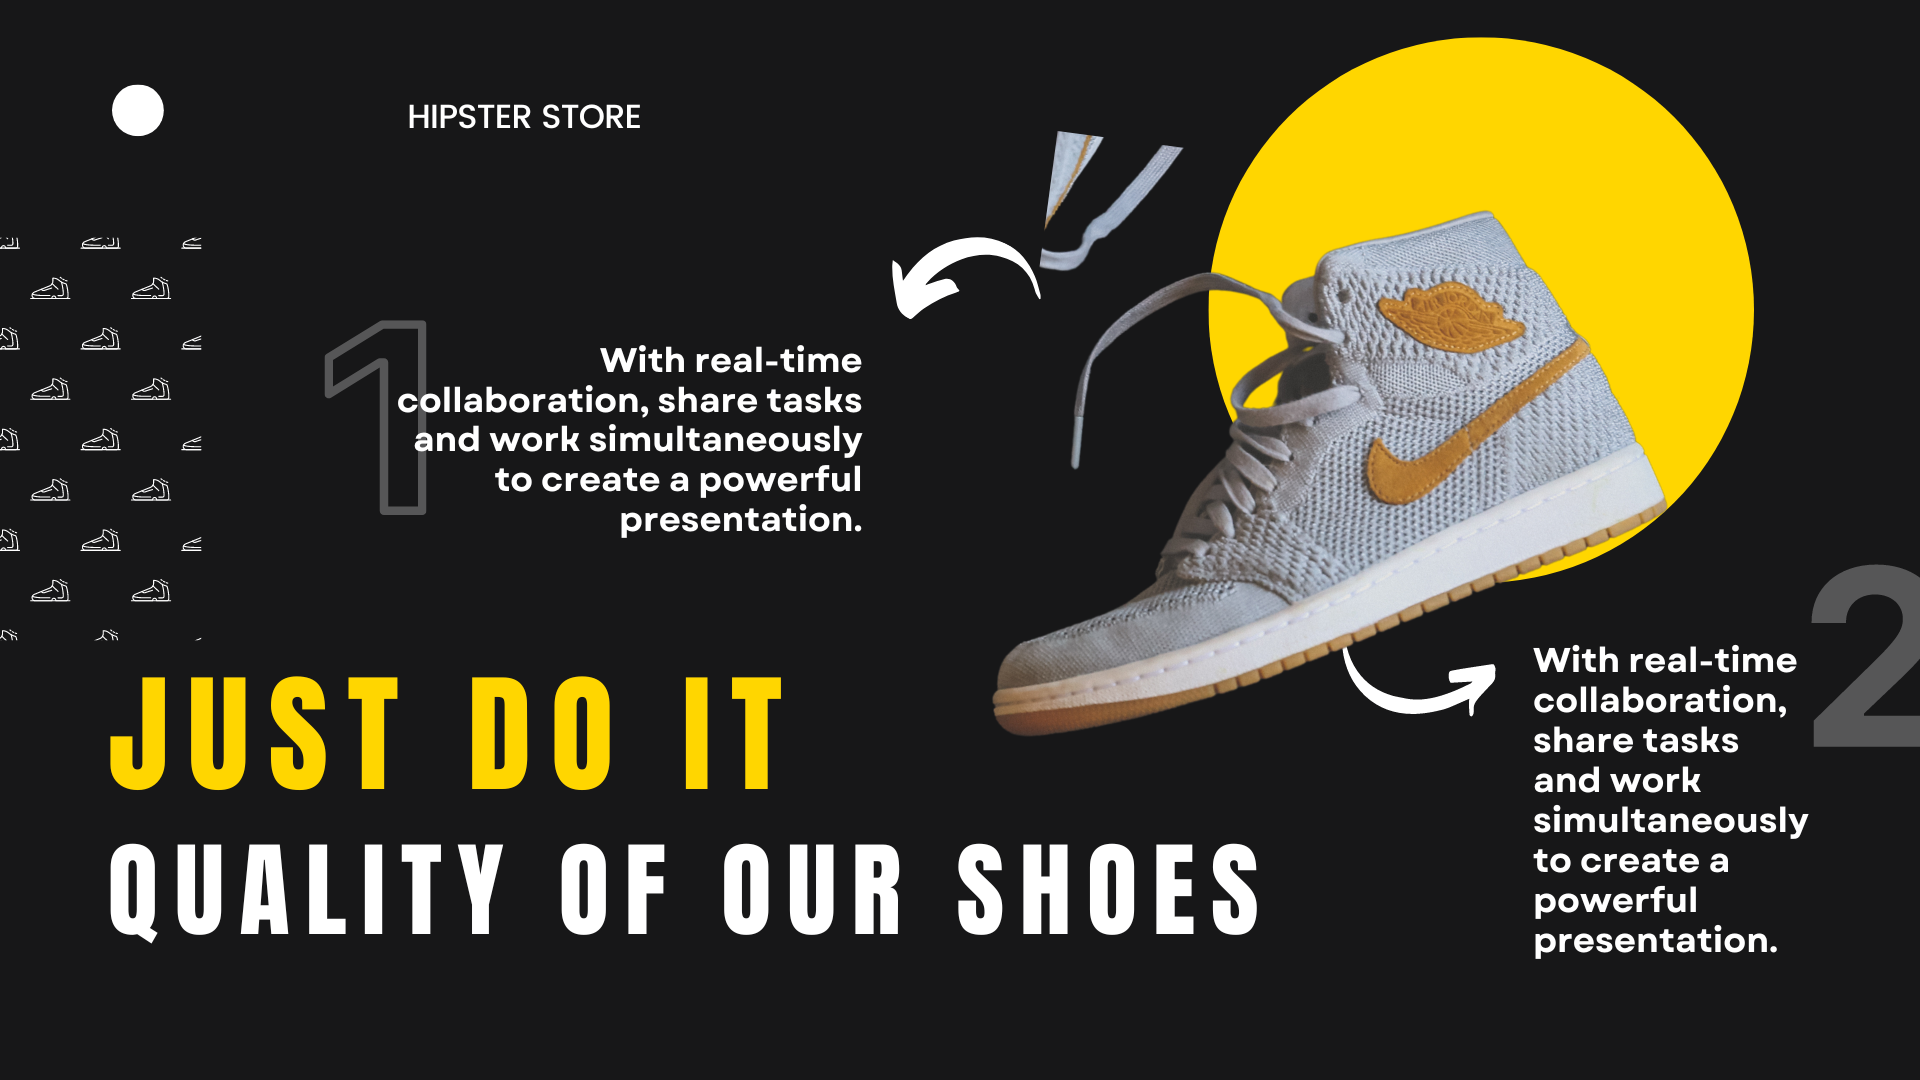 HIPSTER STORE
1
With real-time
collaboration, share tasks
and work simultaneously
to create a powerful
presentation.
JUST DO IT
QUALITY OF OUR SHOES
2
With real-time
collaboration,
share tasks
and work
simultaneously
to create a
powerful
presentation.